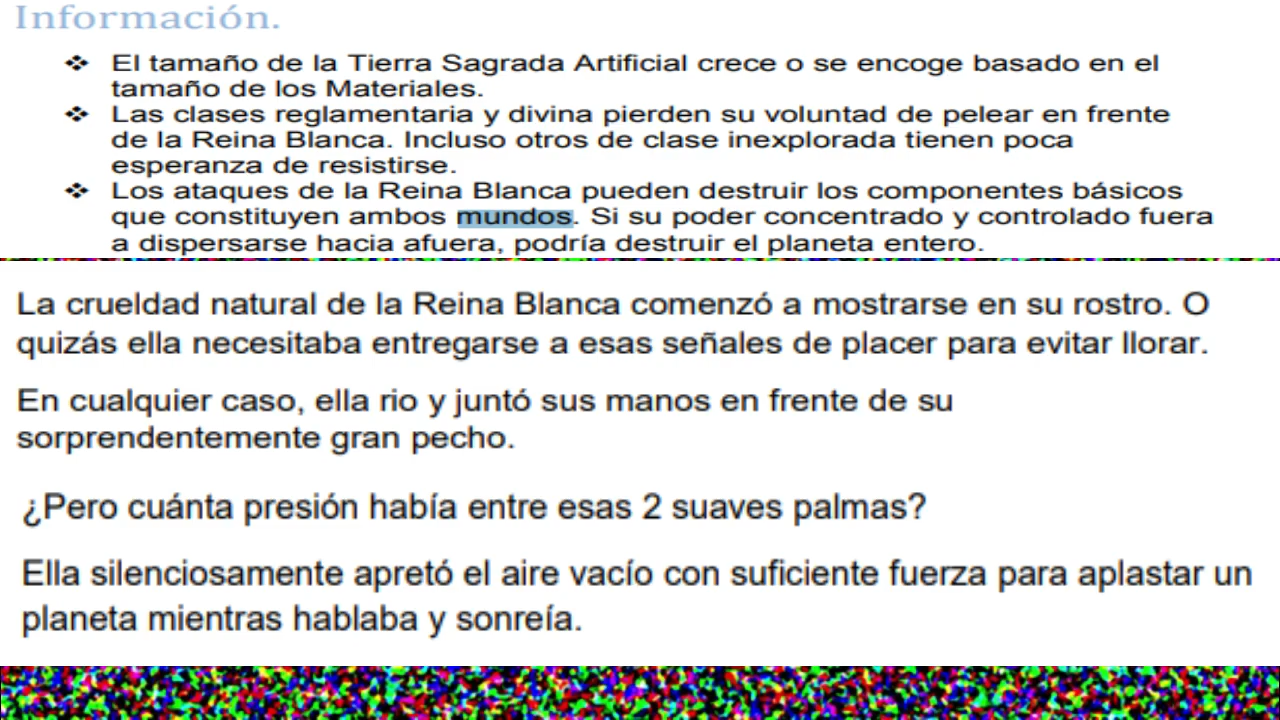 Información.
❖ El tamaño de la Tierra Sagrada Artificial crece o se encoge basado en el
tamaño de los Materiales.
❖ Las clases reglamentaria y divina pierden su voluntad de pelear en frente
de la Reina Blanca. Incluso otros de clase inexplorada tienen poca
esperanza de resistirse.
❖ Los ataques de la Reina Blanca pueden destruir los componentes básicos
que constituyen ambos mundos. Si su poder concentrado y controlado fuera
a dispersarse hacia afuera, podría destruir el planeta entero.
La crueldad natural de la Reina Blanca comenzó a mostrarse en su rostro. O
quizás ella necesitaba entregarse a esas señales de placer para evitar llorar.
En cualquier caso, ella rio y juntó sus manos en frente de su
sorprendentemente gran pecho.
¿Pero cuánta presión había entre esas 2 suaves palmas?
Ella silenciosamente apretó el aire vacío con suficiente fuerza para aplastar un
planeta mientras hablaba y sonreía.